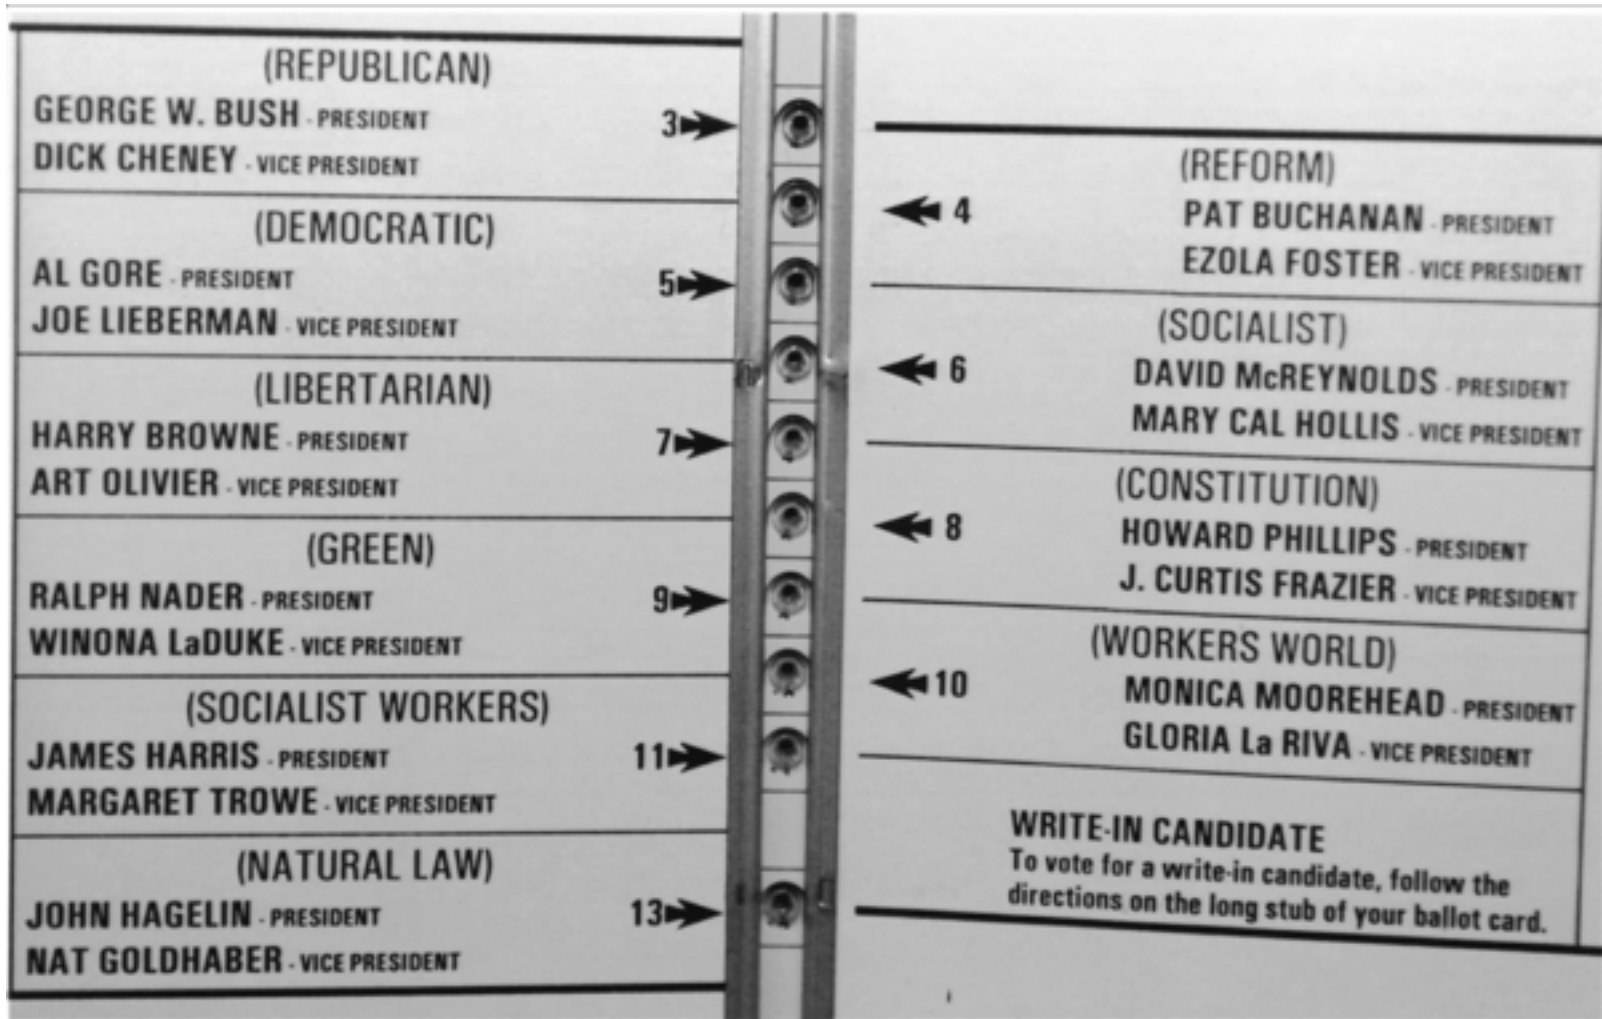 (REPUBLICAN)
GEORGE W. BUSH - PRESIDENT
DICK CHENEY - VICE PRESIDENT
3
(DEMOCRATIC)
AL GORE - PRESIDENT
JOE LIEBERMAN - VICE PRESIDENT
5
(LIBERTARIAN)
HARRY BROWNE - PRESIDENT
ART OLIVIER - VICE PRESIDENT
7
(GREEN)
RALPH NADER - PRESIDENT
WINONA LaDUKE - VICE PRESIDENT
9
(SOCIALIST WORKERS)
JAMES HARRIS - PRESIDENT
MARGARET TROWE - VICE PRESIDENT
11
(NATURAL LAW)
JOHN HAGELIN - PRESIDENT
NAT GOLDHABER - VICE PRESIDENT
13
(REFORM)
4 PAT BUCHANAN - PRESIDENT
EZOLA FOSTER - VICE PRESIDENT
(SOCIALIST)
6 DAVID McREYNOLDS - PRESIDENT
MARY CAL HOLLIS - VICE PRESIDENT
(CONSTITUTION)
8 HOWARD PHILLIPS - PRESIDENT
J. CURTIS FRAZIER - VICE PRESIDENT
(WORKERS WORLD)
10 MONICA MOOREHEAD - PRESIDENT
GLORIA La RIVA - VICE PRESIDENT
WRITE-IN CANDIDATE
To vote for a write-in candidate, follow the
directions on the long stub of your ballot card.